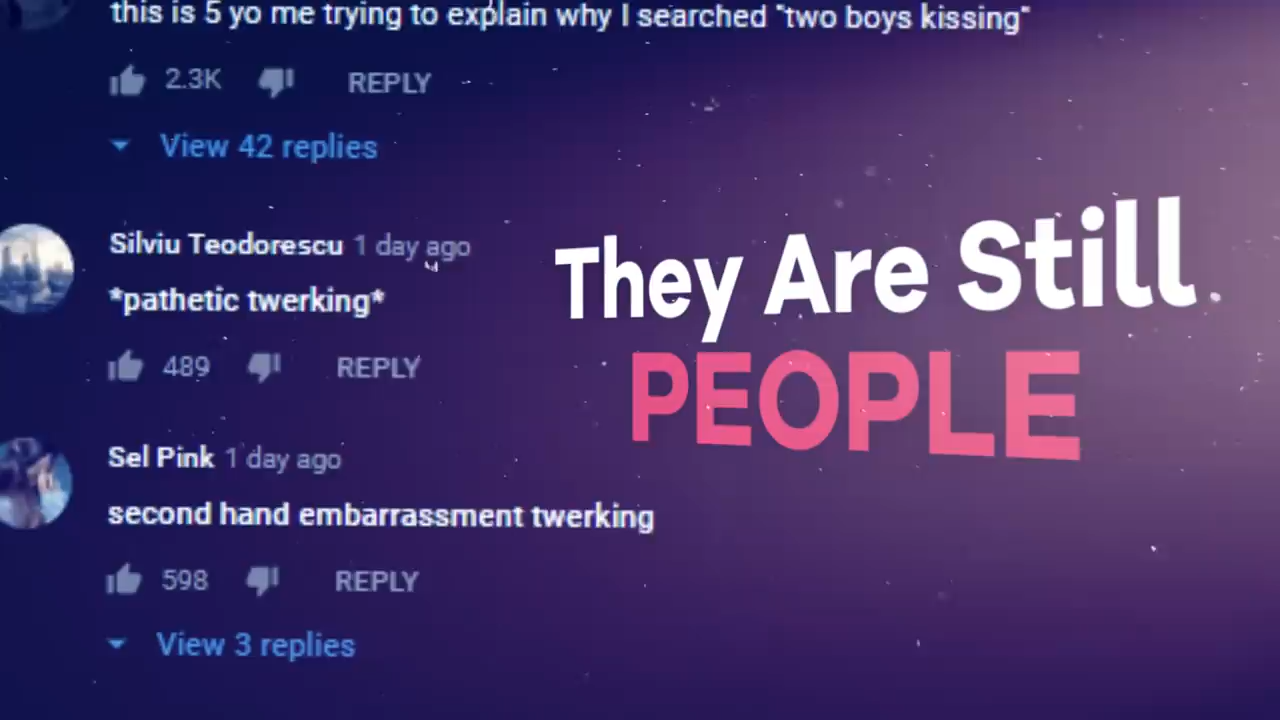 this is 5 yo me trying to explain why I searched "two boys kissing"
2.3K REPLY
View 42 replies
Silviu Teodorescu 1 day ago
*pathetic twerking*
489 REPLY
Sel Pink 1 day ago
second hand embarrassment twerking
598 REPLY
View 3 replies
They Are Still
PEOPLE